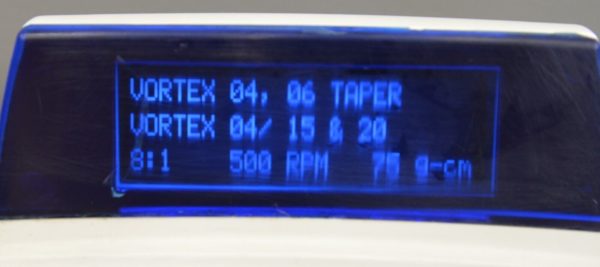 VORTEX 04, 06 TAPER
VORTEX 04/ 15 & 20
8:1 500 RPM 75 g-cm